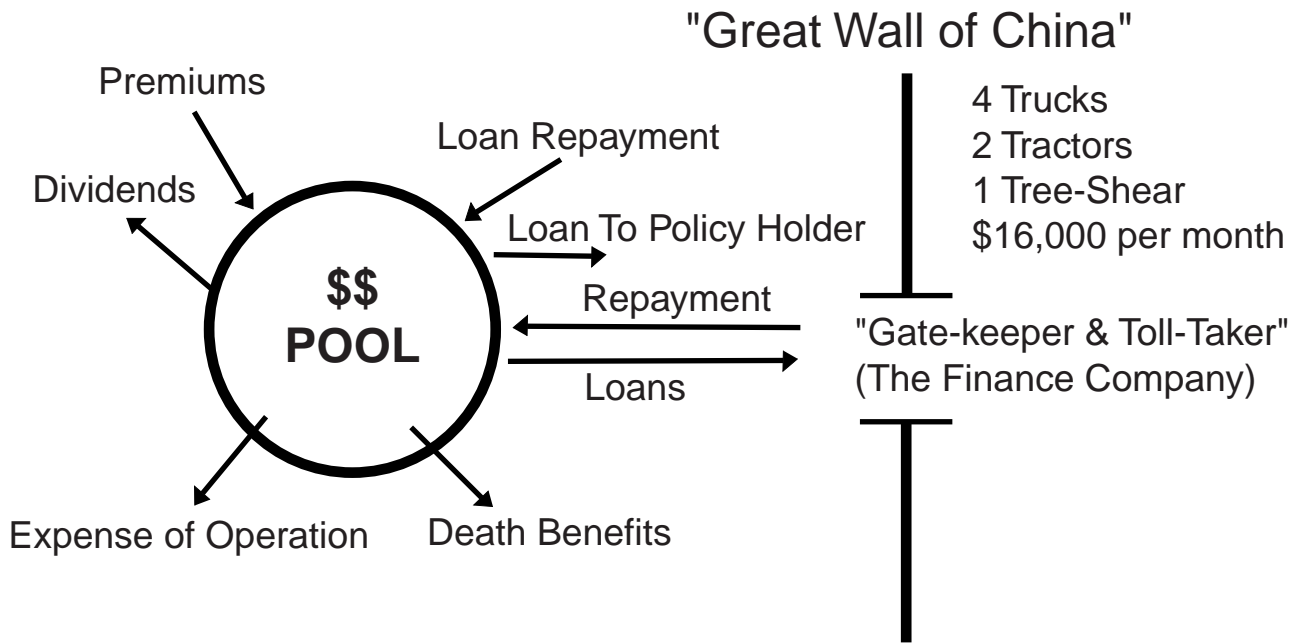 "Great Wall of China"
Premiums
4 Trucks
Loan Repayment
2 Tractors
Dividends
1 Tree-Shear
Loan To Policy Holder
$16,000 per month
$$
POOL
Repayment
"Gate-keeper & Toll-Taker"
(The Finance Company)
Loans
Expense of Operation
Death Benefits